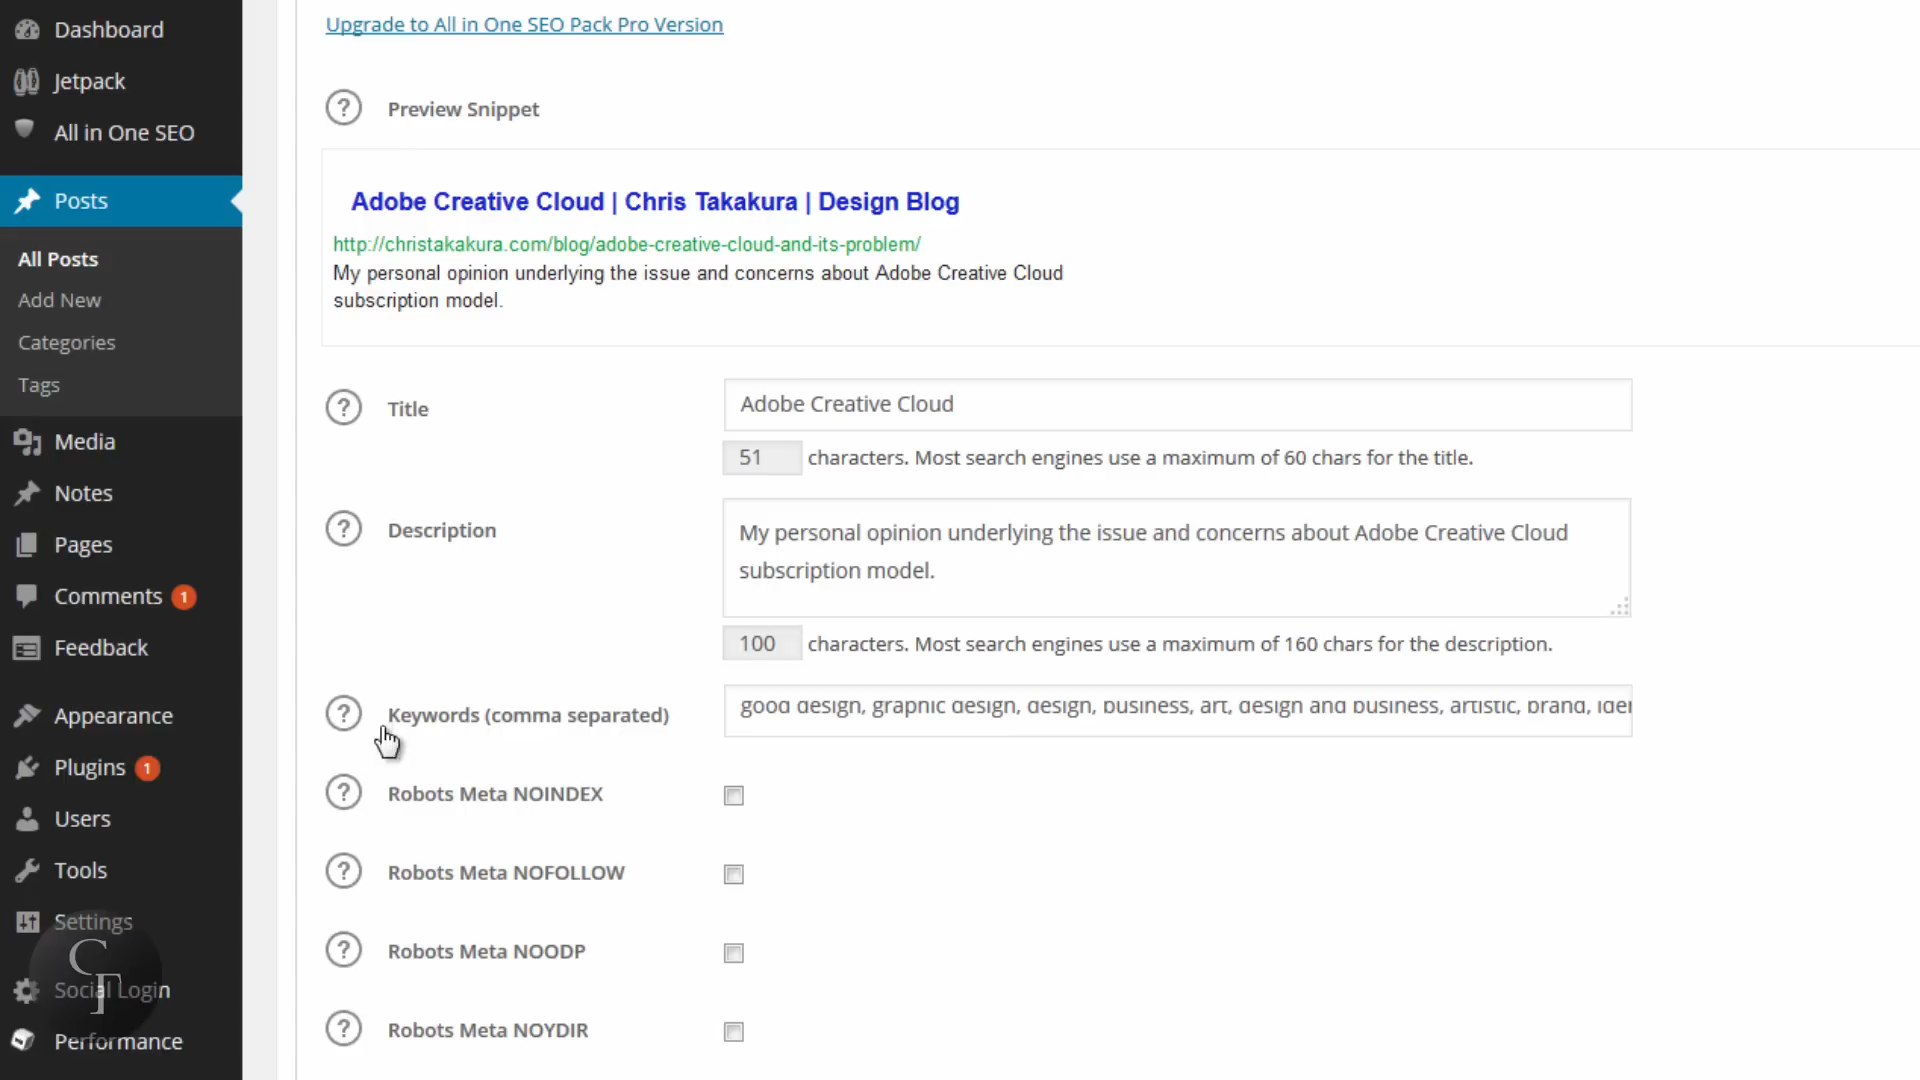 Dashboard
Jetpack
All in One SEO
Posts
All Posts
Add New
Categories
Tags
Media
Notes
Pages
Comments 1
Feedback
Appearance
Plugins 1
Users
Tools
Settings
Social Login
Performance
Upgrade to All in One SEO Pack Pro Version
? Preview Snippet
Adobe Creative Cloud | Chris Takakura | Design Blog
http://christakakura.com/blog/adobe-creative-cloud-and-its-problem/
My personal opinion underlying the issue and concerns about Adobe Creative Cloud
subscription model.
? Title Adobe Creative Cloud
51 characters. Most search engines use a maximum of 60 chars for the title.
? Description My personal opinion underlying the issue and concerns about Adobe Creative Cloud
subscription model.
100 characters. Most search engines use a maximum of 160 chars for the description.
? Keywords (comma separated) good design, graphic design, design, business, art, design and business, artistic, brand,
? Robots Meta NOINDEX
? Robots Meta NOFOLLOW
? Robots Meta NOODP
? Robots Meta NOYDIR